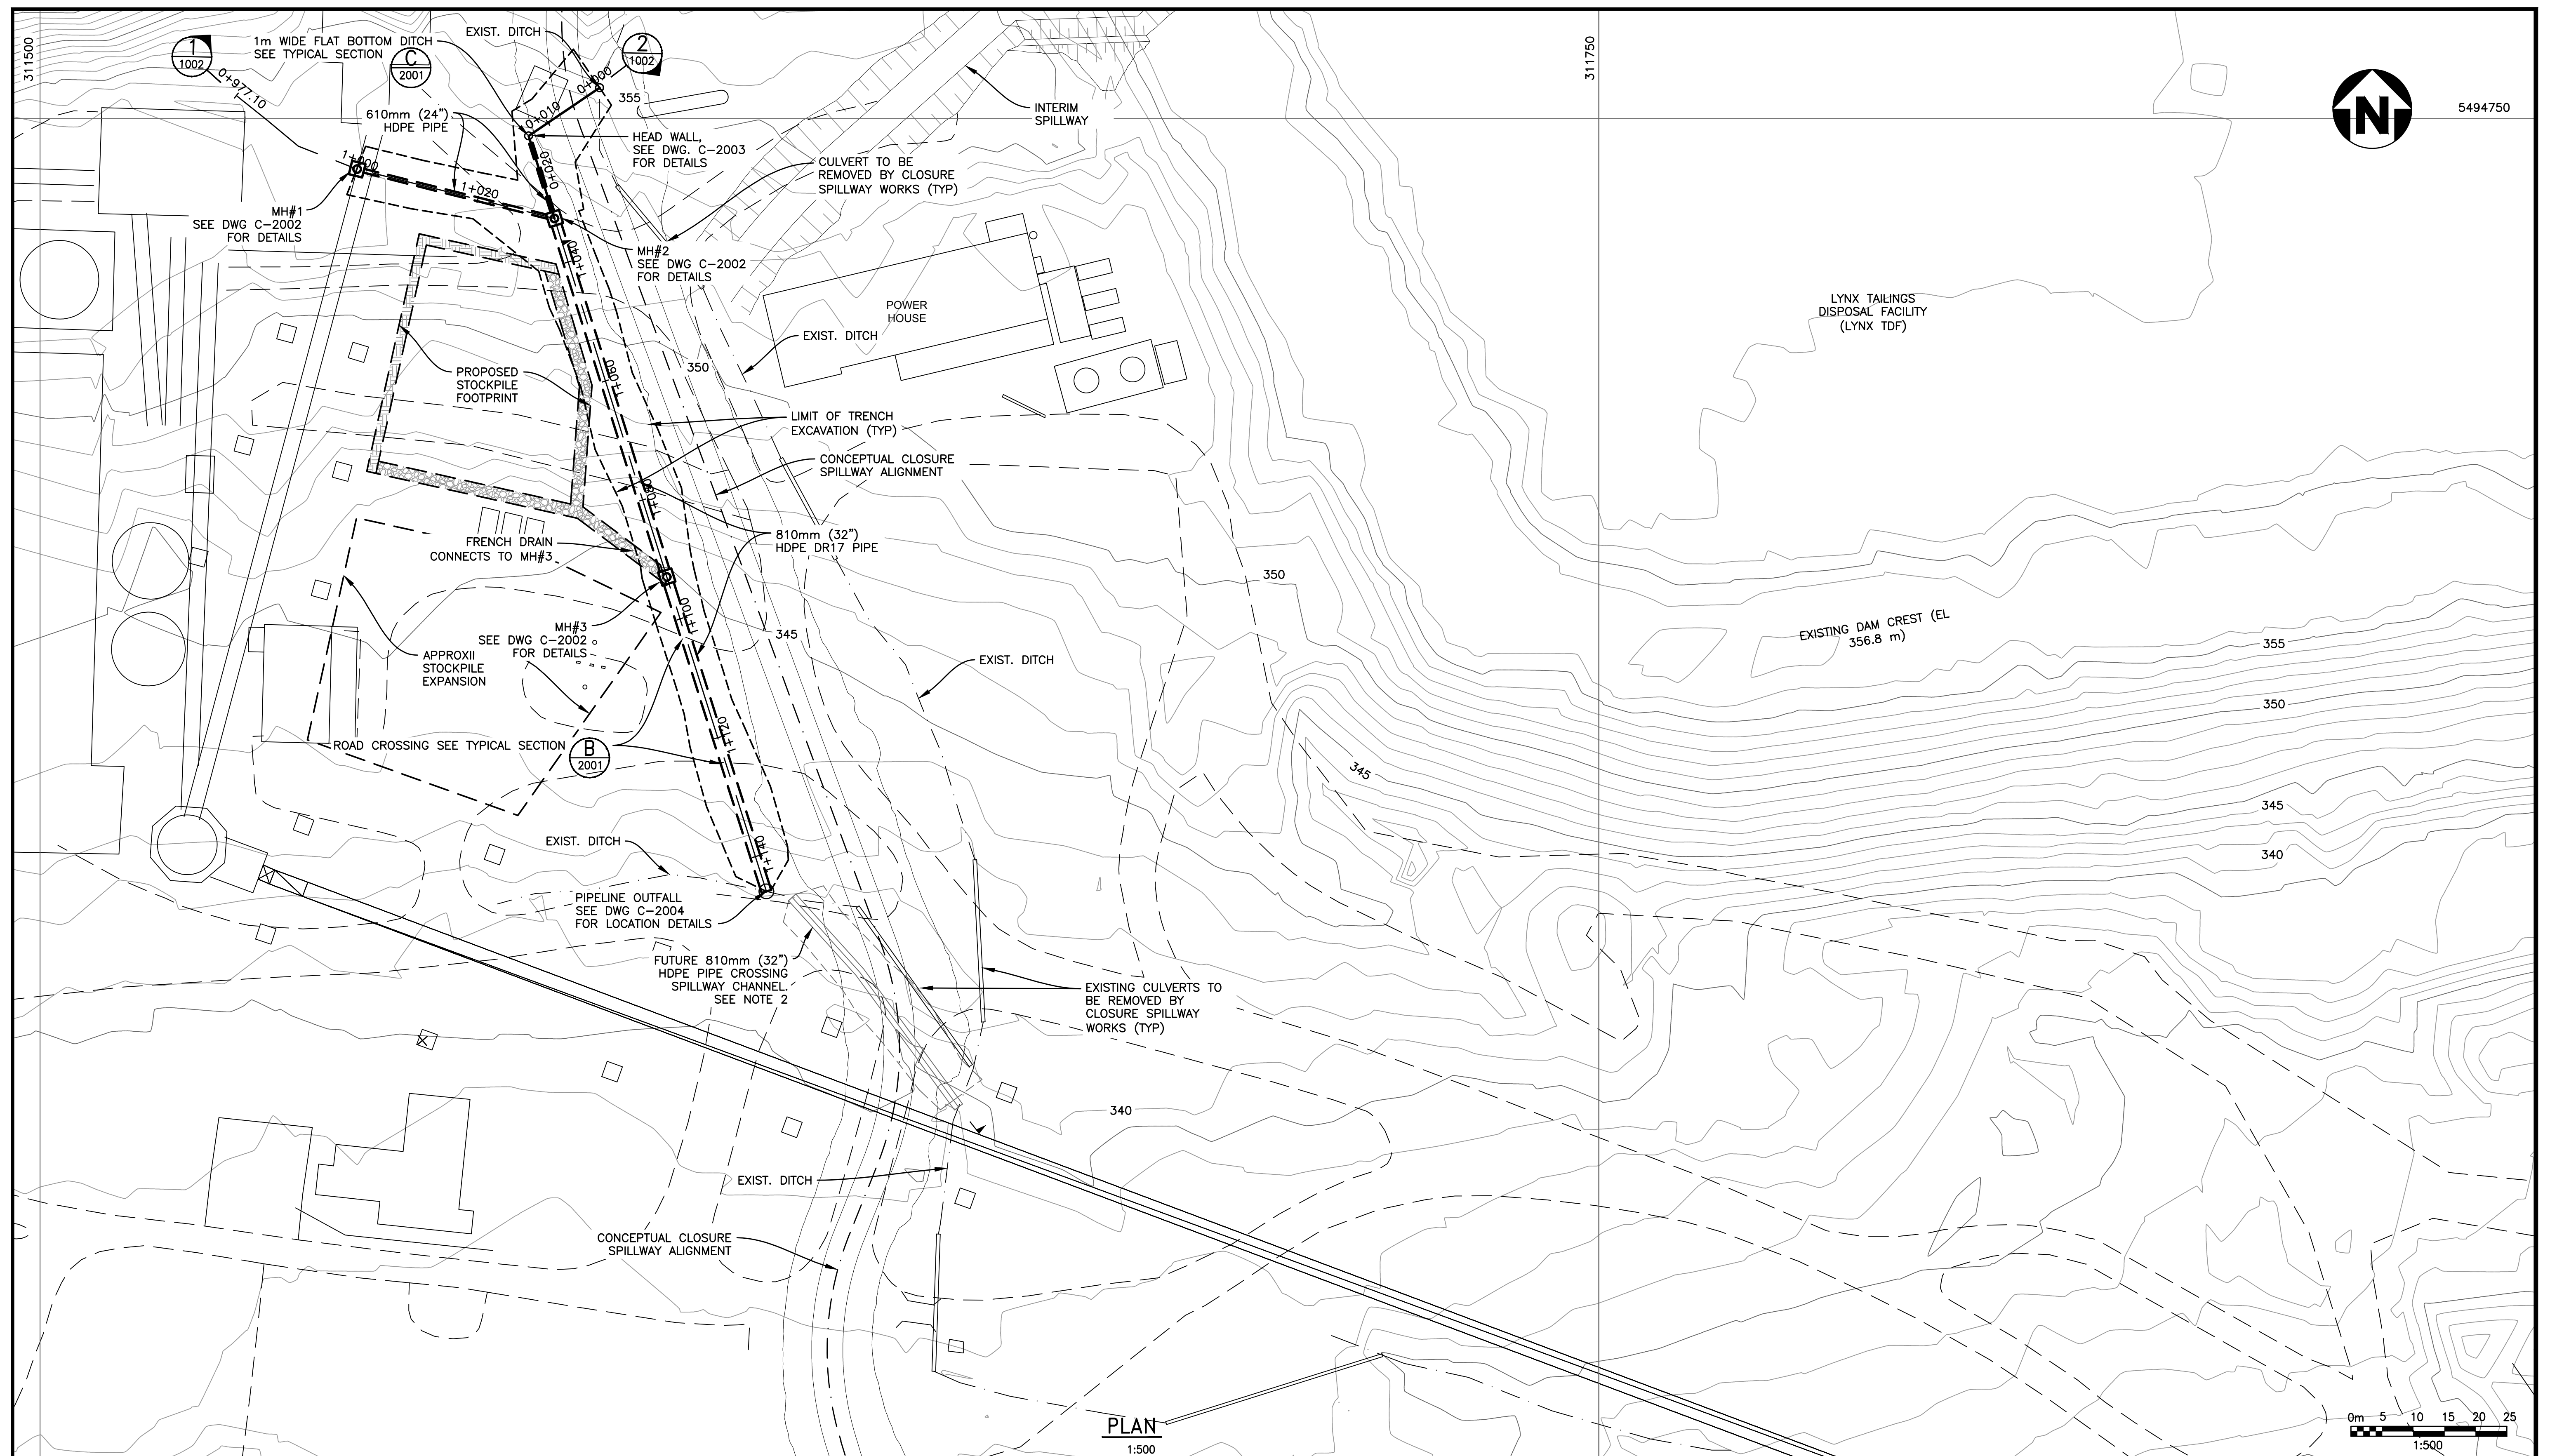 311500
1
1002
1m WIDE FLAT BOTTOM DITCH
SEE TYPICAL SECTION
C
2001
EXIST. DITCH
2
1002
311750
N
5494750
0+977.10
0+000
0+010
355
610mm (24")
HDPE PIPE
HEAD WALL,
SEE DWG. C-2003
FOR DETAILS
INTERIM
SPILLWAY
1+000
0+020
1+020
CULVERT TO BE
REMOVED BY CLOSURE
SPILLWAY WORKS (TYP)
MH#1
SEE DWG C-2002
FOR DETAILS
MH#2
SEE DWG C-2002
FOR DETAILS
1+040
POWER
HOUSE
LYNX TAILINGS
DISPOSAL FACILITY
(LYNX TDF)
EXIST. DITCH
350
1+060
PROPOSED
STOCKPILE
FOOTPRINT
LIMIT OF TRENCH
EXCAVATION (TYP)
CONCEPTUAL CLOSURE
SPILLWAY ALIGNMENT
1+080
810mm (32")
HDPE DR17 PIPE
FRENCH DRAIN
CONNECTS TO MH#3
350
1+100
MH#3
SEE DWG C-2002
FOR DETAILS
345
EXISTING DAM CREST (EL
356.8 m)
355
APPROXII
STOCKPILE
EXPANSION
EXIST. DITCH
350
1+120
ROAD CROSSING SEE TYPICAL SECTION
B
2001
345
345
EXIST. DITCH
1+140
340
PIPELINE OUTFALL
SEE DWG C-2004
FOR LOCATION DETAILS
FUTURE 810mm (32")
HDPE PIPE CROSSING
SPILLWAY CHANNEL.
SEE NOTE 2
EXISTING CULVERTS TO
BE REMOVED BY
CLOSURE SPILLWAY
WORKS (TYP)
340
EXIST. DITCH
CONCEPTUAL CLOSURE
SPILLWAY ALIGNMENT
PLAN
1:500
0m 5 10 15 20 25
1:500